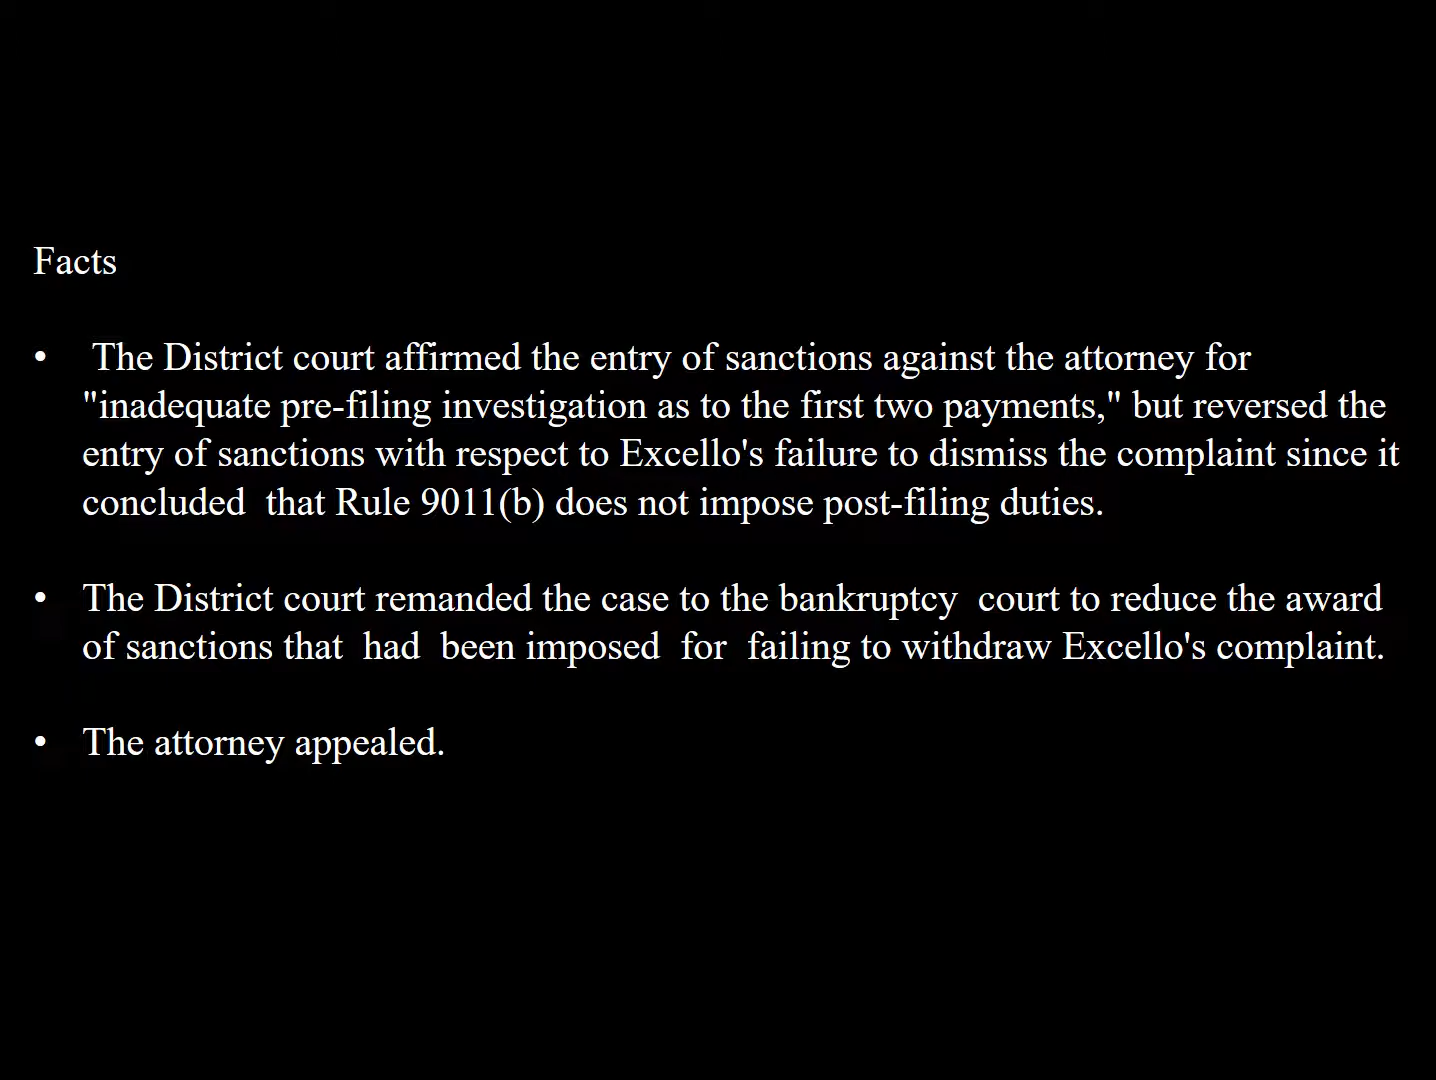 Facts
• The District court affirmed the entry of sanctions against the attorney for
"inadequate pre-filing investigation as to the first two payments," but reversed the
entry of sanctions with respect to Excello's failure to dismiss the complaint since it
concluded that Rule 9011(b) does not impose post-filing duties.
• The District court remanded the case to the bankruptcy court to reduce the award
of sanctions that had been imposed for failing to withdraw Excello's complaint.
• The attorney appealed.